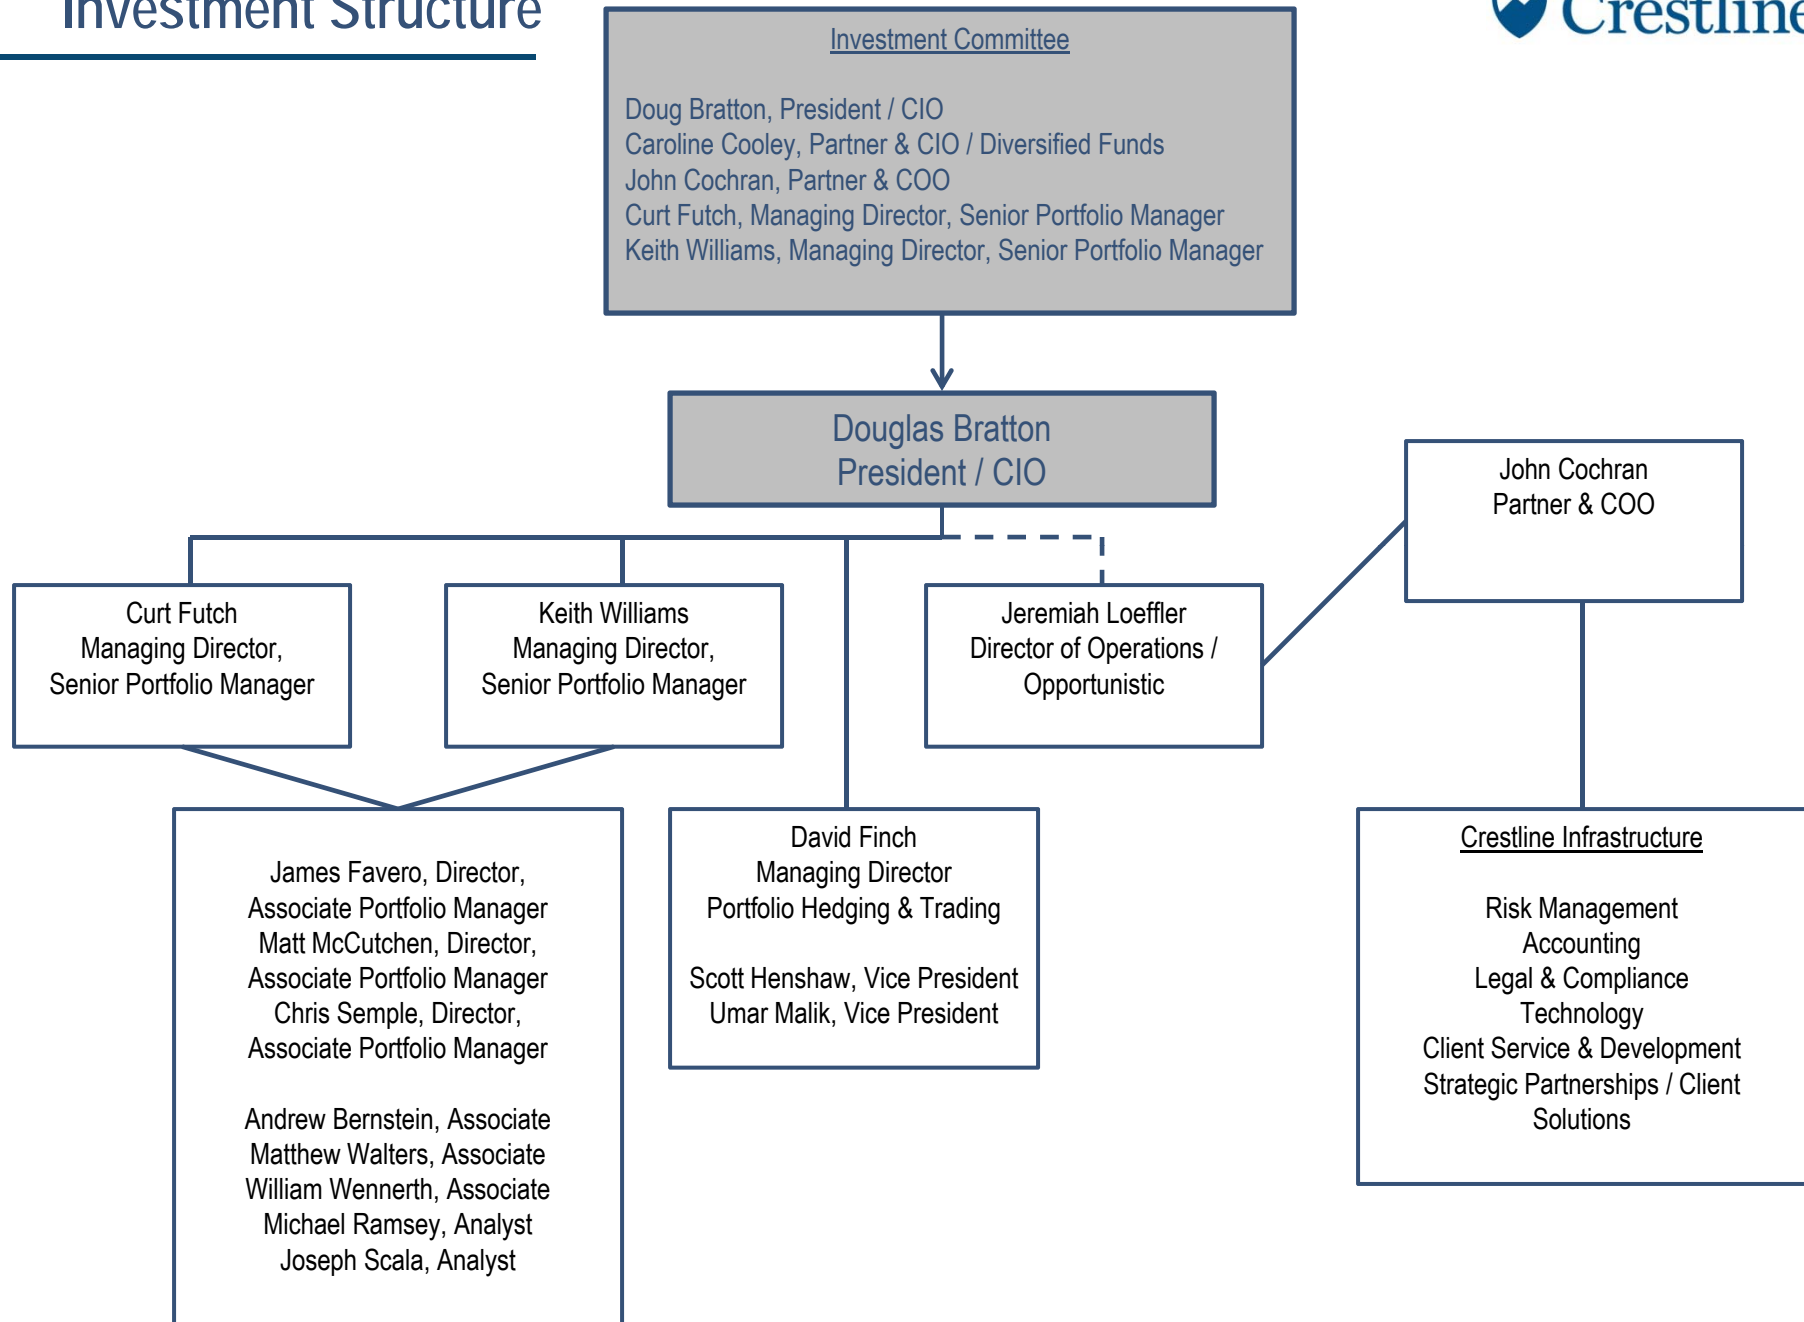 Investment Structure
Crestline
Investment Committee
Doug Bratton, President / CIO
Caroline Cooley, Partner & CIO / Diversified Funds
John Cochran, Partner & COO
Curt Futch, Managing Director, Senior Portfolio Manager
Keith Williams, Managing Director, Senior Portfolio Manager
Douglas Bratton
President / CIO
John Cochran
Partner & COO
Curt Futch
Managing Director,
Senior Portfolio Manager
Keith Williams
Managing Director,
Senior Portfolio Manager
Jeremiah Loeffler
Director of Operations /
Opportunistic
James Favero, Director,
Associate Portfolio Manager
Matt McCutchen, Director,
Associate Portfolio Manager
Chris Semple, Director,
Associate Portfolio Manager
Andrew Bernstein, Associate
Matthew Walters, Associate
William Wennerth, Associate
Michael Ramsey, Analyst
Joseph Scala, Analyst
David Finch
Managing Director
Portfolio Hedging & Trading
Scott Henshaw, Vice President
Umar Malik, Vice President
Crestline Infrastructure
Risk Management
Accounting
Legal & Compliance
Technology
Client Service & Development
Strategic Partnerships / Client
Solutions